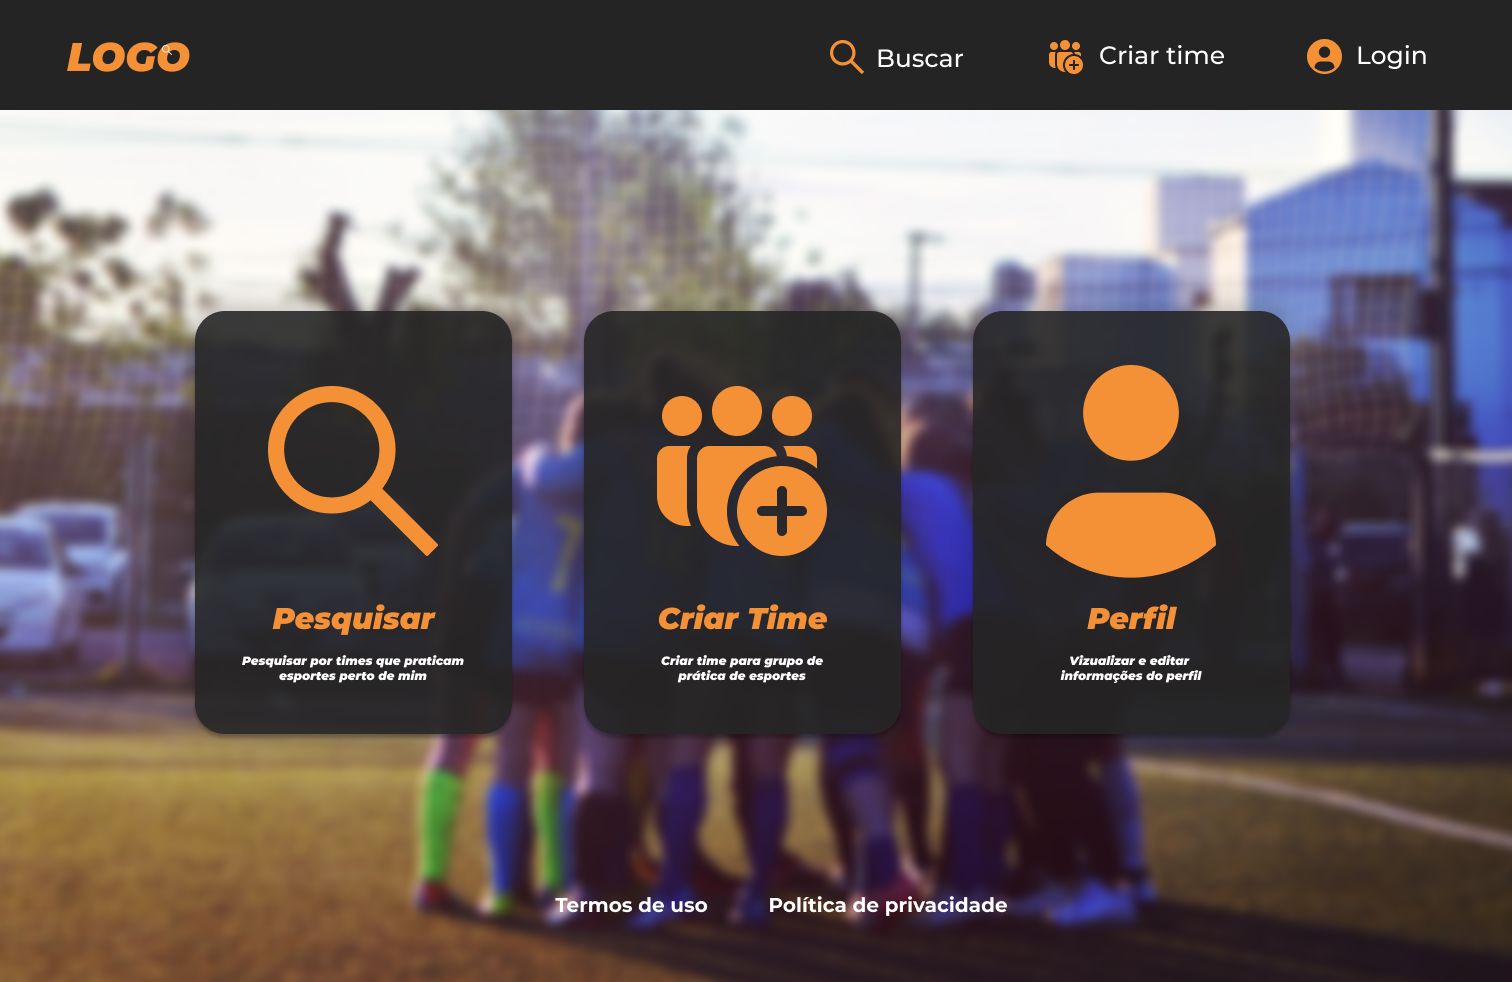 LOGO
Buscar
Criar time
Login
Pesquisar
Pesquisar por times que praticam
esportes perto de mim
Criar Time
Criar time para grupo de
prática de esportes
Perfil
Vizualizar e editar
informações do perfil
7
Termos de uso
Política de privacidade